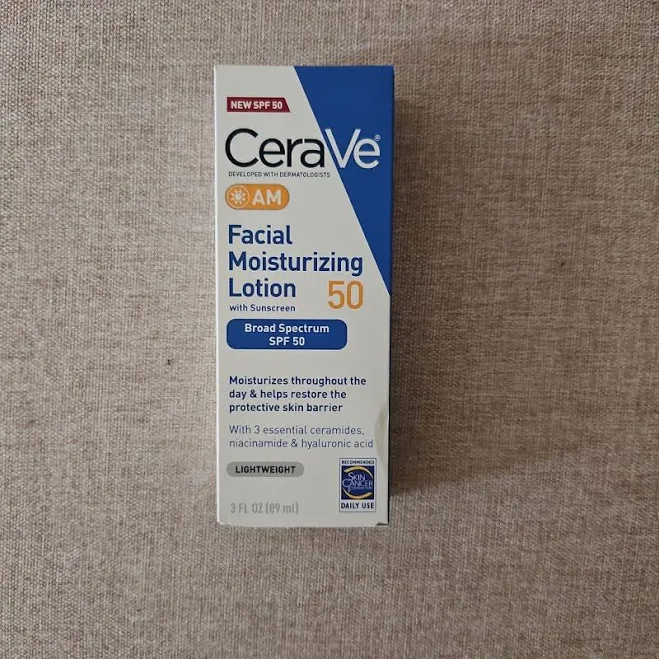 NEW SPF 50
CeraVe®
DEVELOPED WITH DERMATOLOGISTS
AM
Facial
Moisturizing
Lotion 50
with Sunscreen
Broad Spectrum
SPF 50
Moisturizes throughout the
day & helps restore the
protective skin barrier
With 3 essential ceramides,
niacinamide & hyaluronic acid
LIGHTWEIGHT
RECOMMENDED
SKIN
CANCER
DAILY USE
3 FL OZ (89 ml)